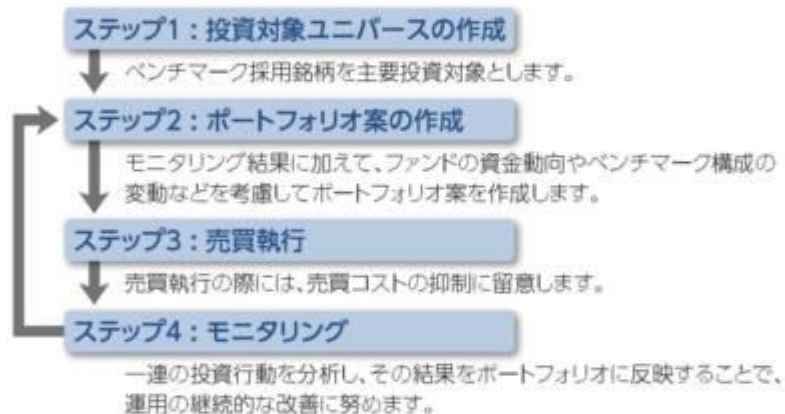 ステップ1：投資対象ユニバースの作成
ベンチマーク採用銘柄を主要投資対象とします。
ステップ2：ポートフォリオ案の作成
モニタリング結果に加えて、ファンドの資金動向やベンチマーク構成の
変動などを考慮してポートフォリオ案を作成します。
ステップ3：売買執行
売買執行の際には、売買コストの抑制に留意します。
ステップ4：モニタリング
一連の投資行動を分析し、その結果をポートフォリオに反映することで、
運用の継続的な改善に努めます。